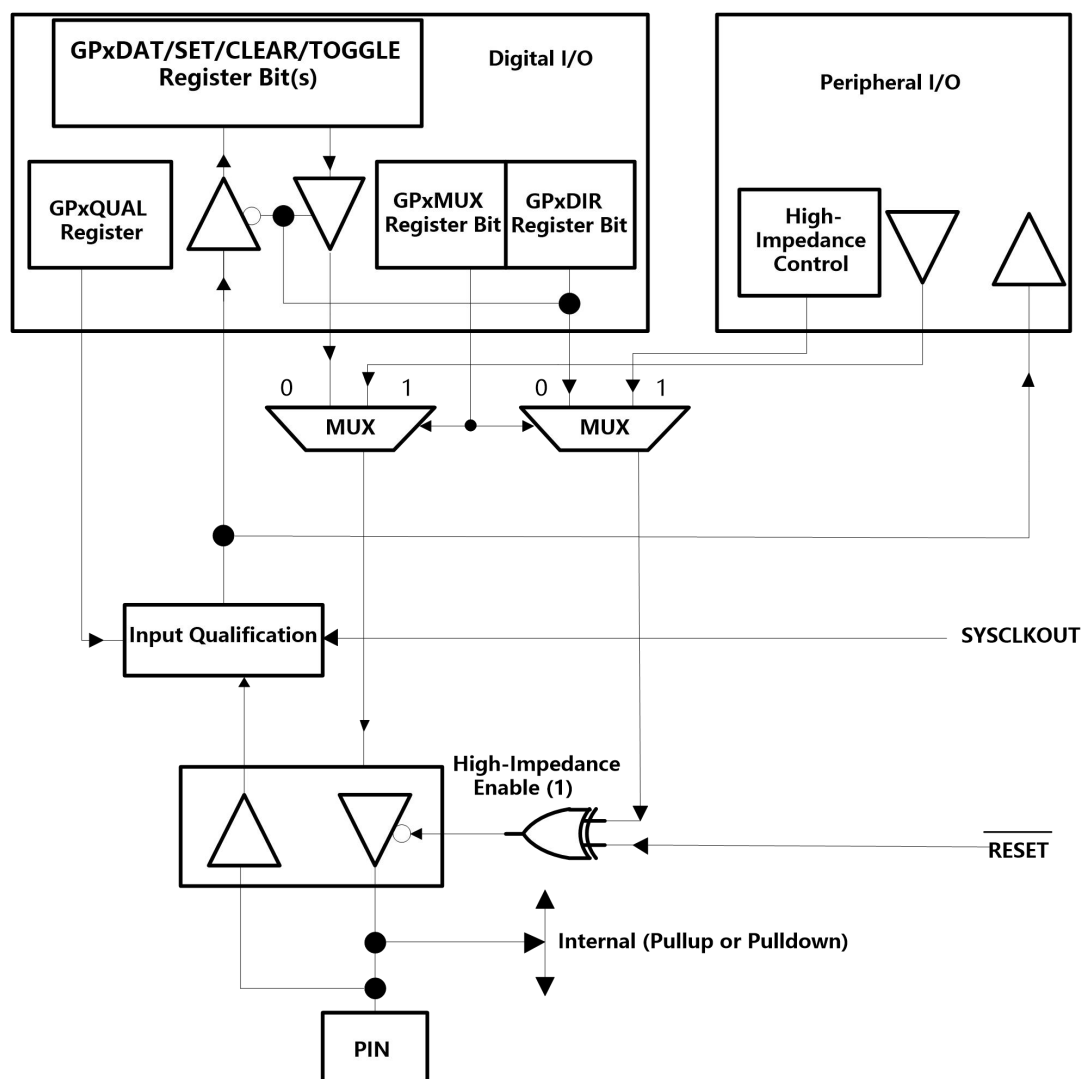 GPxDAT/SET/CLEAR/TOGGLE
Register Bit(s)
Digital I/O
Peripheral I/O
GPxQUAL
Register
GPxMUX
Register Bit
GPxDIR
Register Bit
High-
Impedance
Control
0
1
0
1
MUX
MUX
Input Qualification
SYSCLKOUT
High-Impedance
Enable (1)
RESET
Internal (Pullup or Pulldown)
PIN